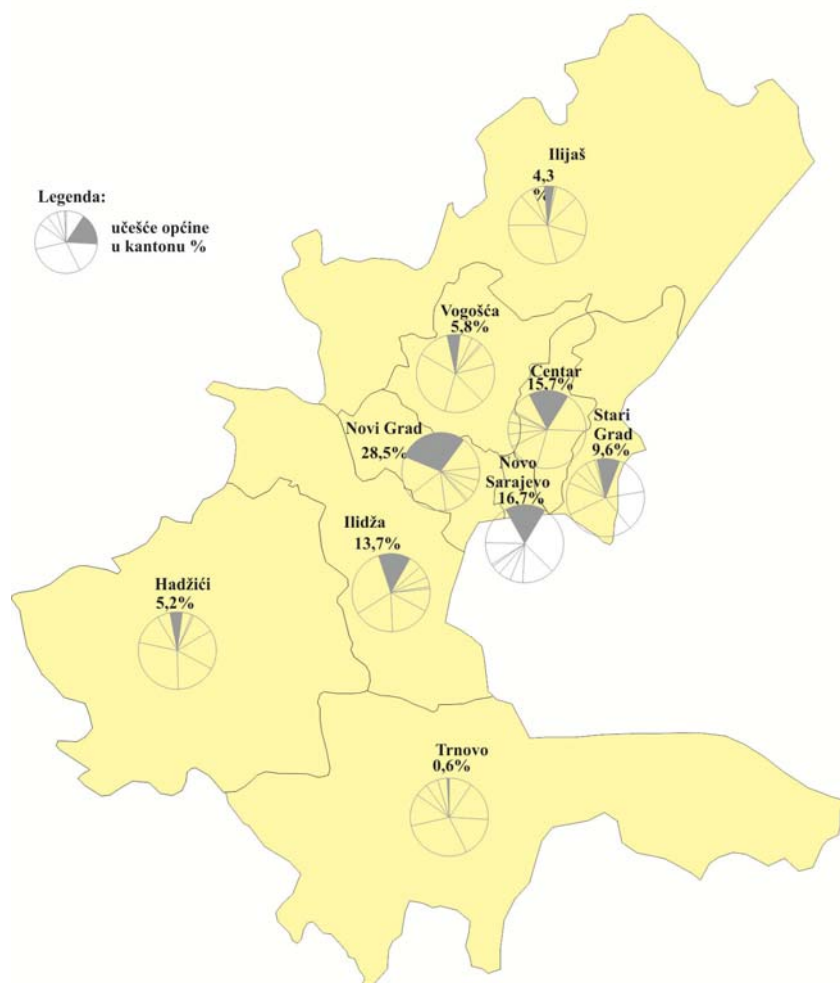 Legenda:
učešće općine
u kantonu %
Ilijaš
4,3
%
Vogošća
5,8%
Centar
15,7%
Stari
Grad
9,6%
Novi Grad
28,5%
Novo
Sarajevo
16,7%
Ilidža
13,7%
Hadžići
5,2%
Trnovo
0,6%